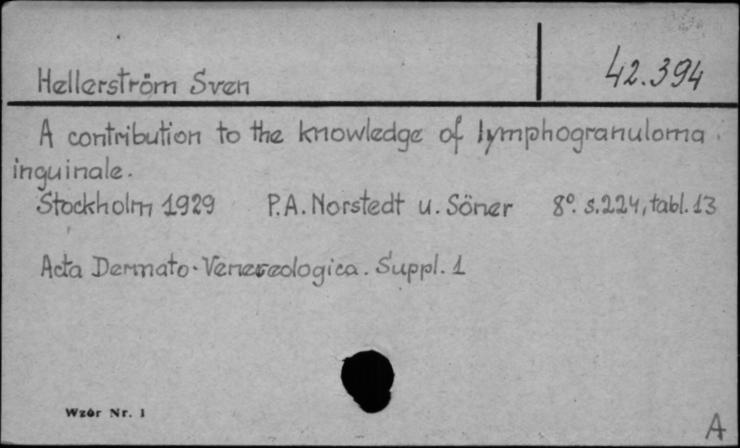 Hellerström Sven 42.394
A contribution to the knowledge of lymphogranuloma
inguinale.
Stockholm 1929 P.A. Norstedt u. Söner 8º. s.224, tabl. 13
Acta Dermato-Venereologica. Suppl. 1
Wzór Nr. 1
A